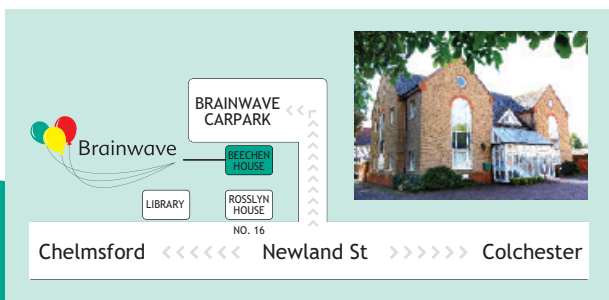 BRAINWAVE
CARPARK
Brainwave
BEECHEN
HOUSE
LIBRARY
ROSSLYN
HOUSE
NO. 16
Chelmsford <<<<<< Newland St >>>>>> Colchester